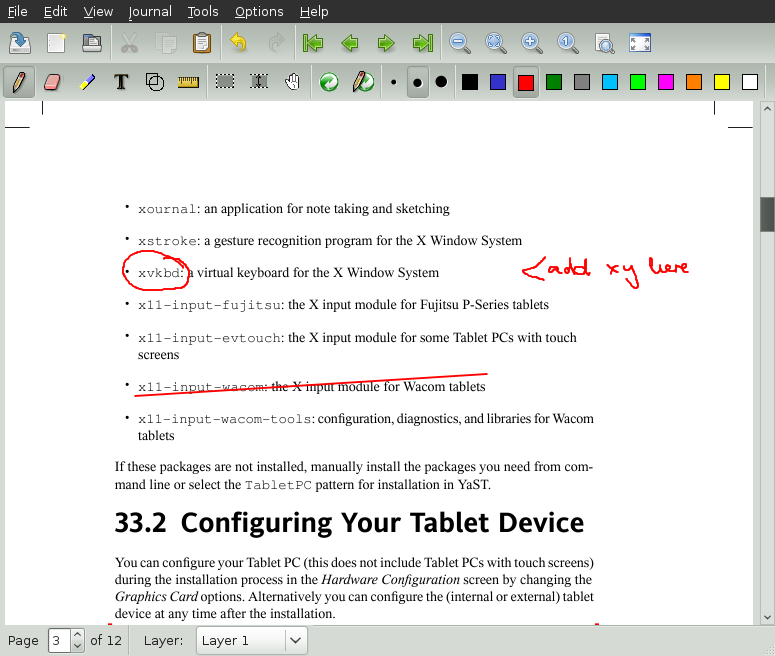 File Edit View Journal Tools Options Help
• xournal: an application for note taking and sketching
• xstroke: a gesture recognition program for the X Window System
• xvkbd: a virtual keyboard for the X Window System
<add xy here
• x11-input-fujitsu: the X input module for Fujitsu P-Series tablets
• x11-input-evtouch: the X input module for some Tablet PCs with touch
screens
• x11-input-wacom: the X input module for Wacom tablets
• x11-input-wacom-tools: configuration, diagnostics, and libraries for Wacom
tablets
If these packages are not installed, manually install the packages you need from com-
mand line or select the TabletPC pattern for installation in YaST.
33.2 Configuring Your Tablet Device
You can configure your Tablet PC (this does not include Tablet PCs with touch screens)
during the installation process in the Hardware Configuration screen by changing the
Graphics Card options. Alternatively you can configure the (internal or external) tablet
device at any time after the installation.
Page 3 of 12 Layer: Layer 1